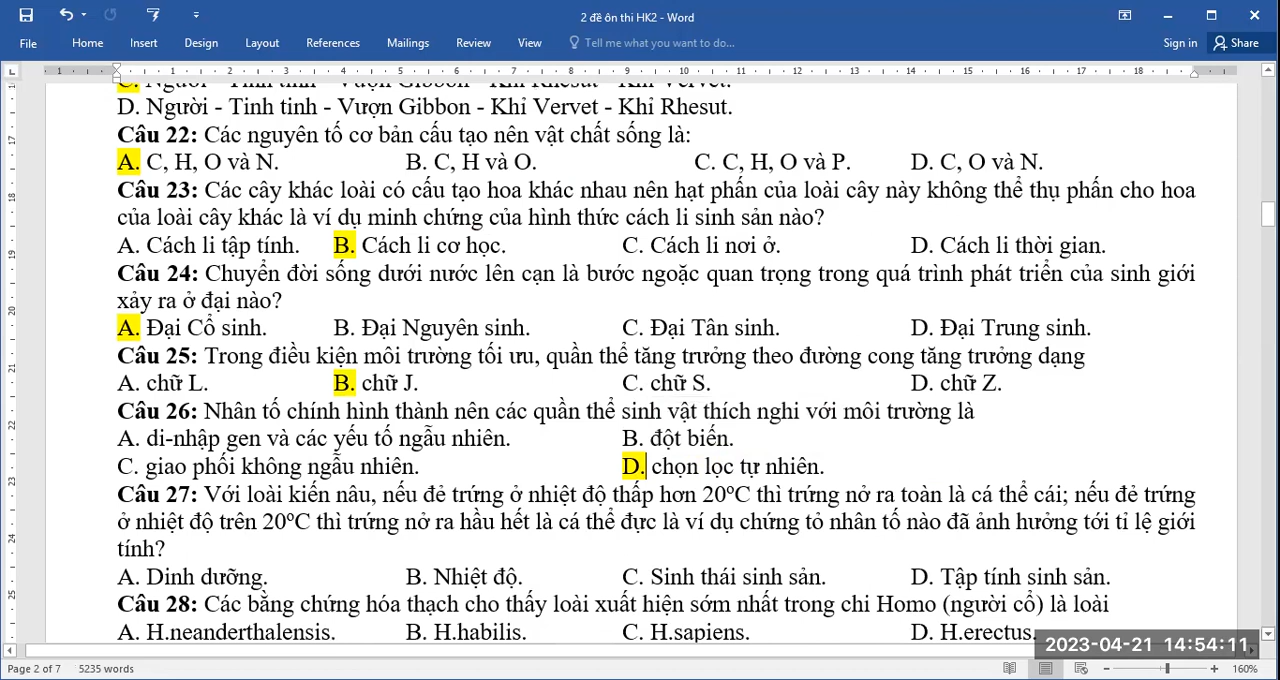 2 đề ôn thi HK2 - Word
File Home Insert Design Layout References Mailings Review View Tell me what you want to do... Sign in Share
C. Người - Tinh tinh - Vượn Gibbon - Khỉ Rhesut - Khỉ Vervet.
D. Người - Tinh tinh - Vượn Gibbon - Khỉ Vervet - Khỉ Rhesut.
Câu 22: Các nguyên tố cơ bản cấu tạo nên vật chất sống là:
A. C, H, O và N. B. C, H và O. C. C, H, O và P. D. C, O và N.
Câu 23: Các cây khác loài có cấu tạo hoa khác nhau nên hạt phấn của loài cây này không thể thụ phấn cho hoa
của loài cây khác là ví dụ minh chứng của hình thức cách li sinh sản nào?
A. Cách li tập tính. B. Cách li cơ học. C. Cách li nơi ở. D. Cách li thời gian.
Câu 24: Chuyển đời sống dưới nước lên cạn là bước ngoặc quan trọng trong quá trình phát triển của sinh giới
xảy ra ở đại nào?
A. Đại Cổ sinh. B. Đại Nguyên sinh. C. Đại Tân sinh. D. Đại Trung sinh.
Câu 25: Trong điều kiện môi trường tối ưu, quần thể tăng trưởng theo đường cong tăng trưởng dạng
A. chữ L. B. chữ J. C. chữ S. D. chữ Z.
Câu 26: Nhân tố chính hình thành nên các quần thể sinh vật thích nghi với môi trường là
A. di-nhập gen và các yếu tố ngẫu nhiên. B. đột biến.
C. giao phối không ngẫu nhiên. D. chọn lọc tự nhiên.
Câu 27: Với loài kiến nâu, nếu đẻ trứng ở nhiệt độ thấp hơn 20ºC thì trứng nở ra toàn là cá thể cái; nếu đẻ trứng
ở nhiệt độ trên 20ºC thì trứng nở ra hầu hết là cá thể đực là ví dụ chứng tỏ nhân tố nào đã ảnh hưởng tới tỉ lệ giới
tính?
A. Dinh dưỡng. B. Nhiệt độ. C. Sinh thái sinh sản. D. Tập tính sinh sản.
Câu 28: Các bằng chứng hóa thạch cho thấy loài xuất hiện sớm nhất trong chi Homo (người cổ) là loài
A. H.neanderthalensis. B. H.habilis. C. H.sapiens. D. H.erectus.
2023-04-21 14:54:11
Page 2 of 7 5235 words 160%